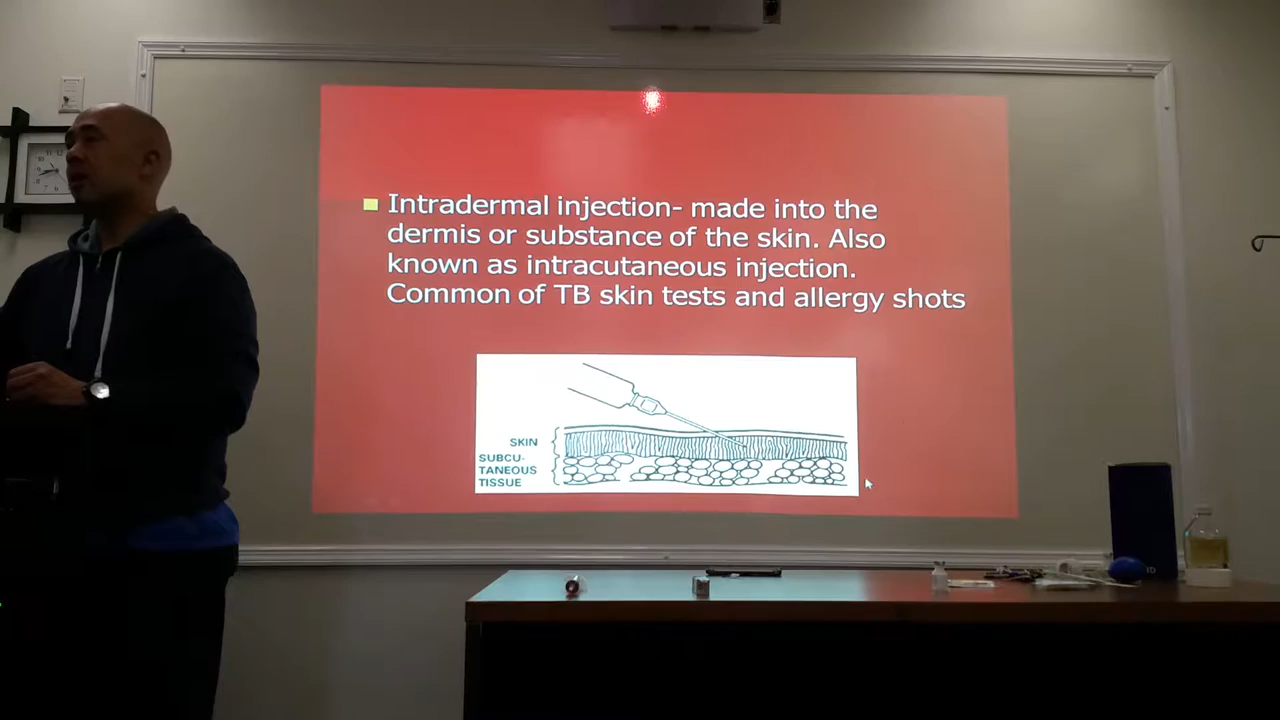 Intradermal injection- made into the
dermis or substance of the skin. Also
known as intracutaneous injection.
Common of TB skin tests and allergy shots
SKIN
SUBCU-
TANEOUS
TISSUE